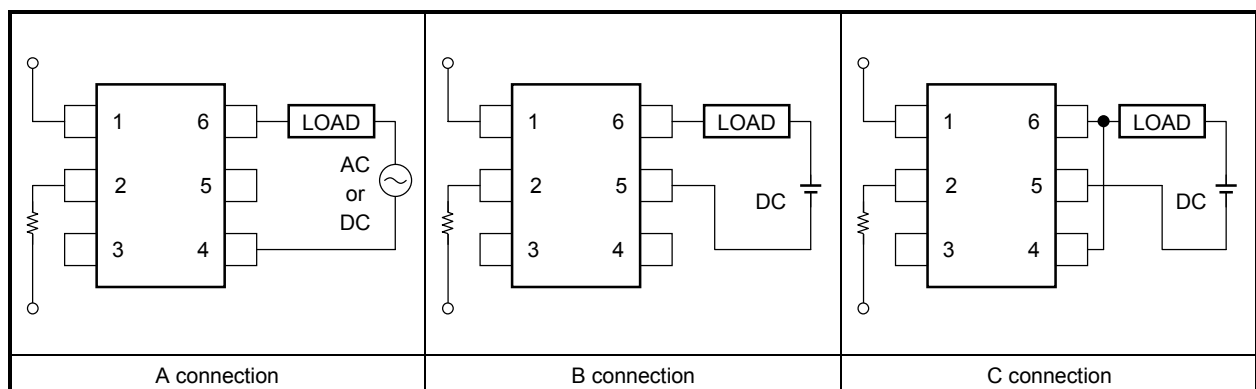 1 6 LOAD
2 5 AC
or
DC
3 4
A connection
1 6 LOAD
2 5 DC
3 4
B connection
1 6 LOAD
2 5 DC
3 4
C connection